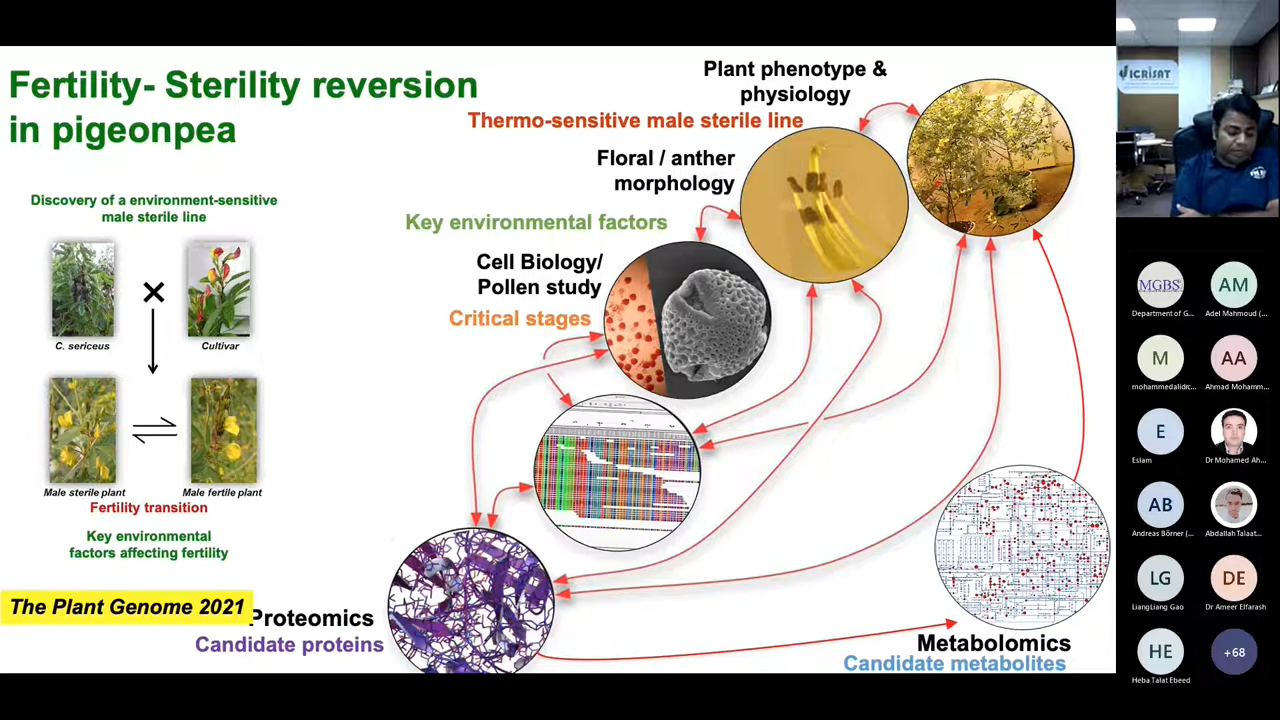 Fertility- Sterility reversion
in pigeonpea
Discovery of a environment-sensitive
male sterile line
C. sericeus
Cultivar
Male sterile plant
Male fertile plant
Fertility transition
Key environmental
factors affecting fertility
The Plant Genome 2021
Plant phenotype &
physiology
Thermo-sensitive male sterile line
Floral / anther
morphology
Key environmental factors
Cell Biology/
Pollen study
Critical stages
Proteomics
Candidate proteins
Metabolomics
Candidate metabolites
ICRISAT
MGBS
Department of G...
AM
Adel Mahmoud (...
M
mohammedalidrc...
AA
Ahmad Mohamm...
E
Eslam
Dr Mohamed Ah...
AB
Andreas Börner (...
Abdallah Talaat...
LG
LiangLiang Gao
DE
Dr Ameer Elfarash
HE
Heba Talat Ebeed
+68